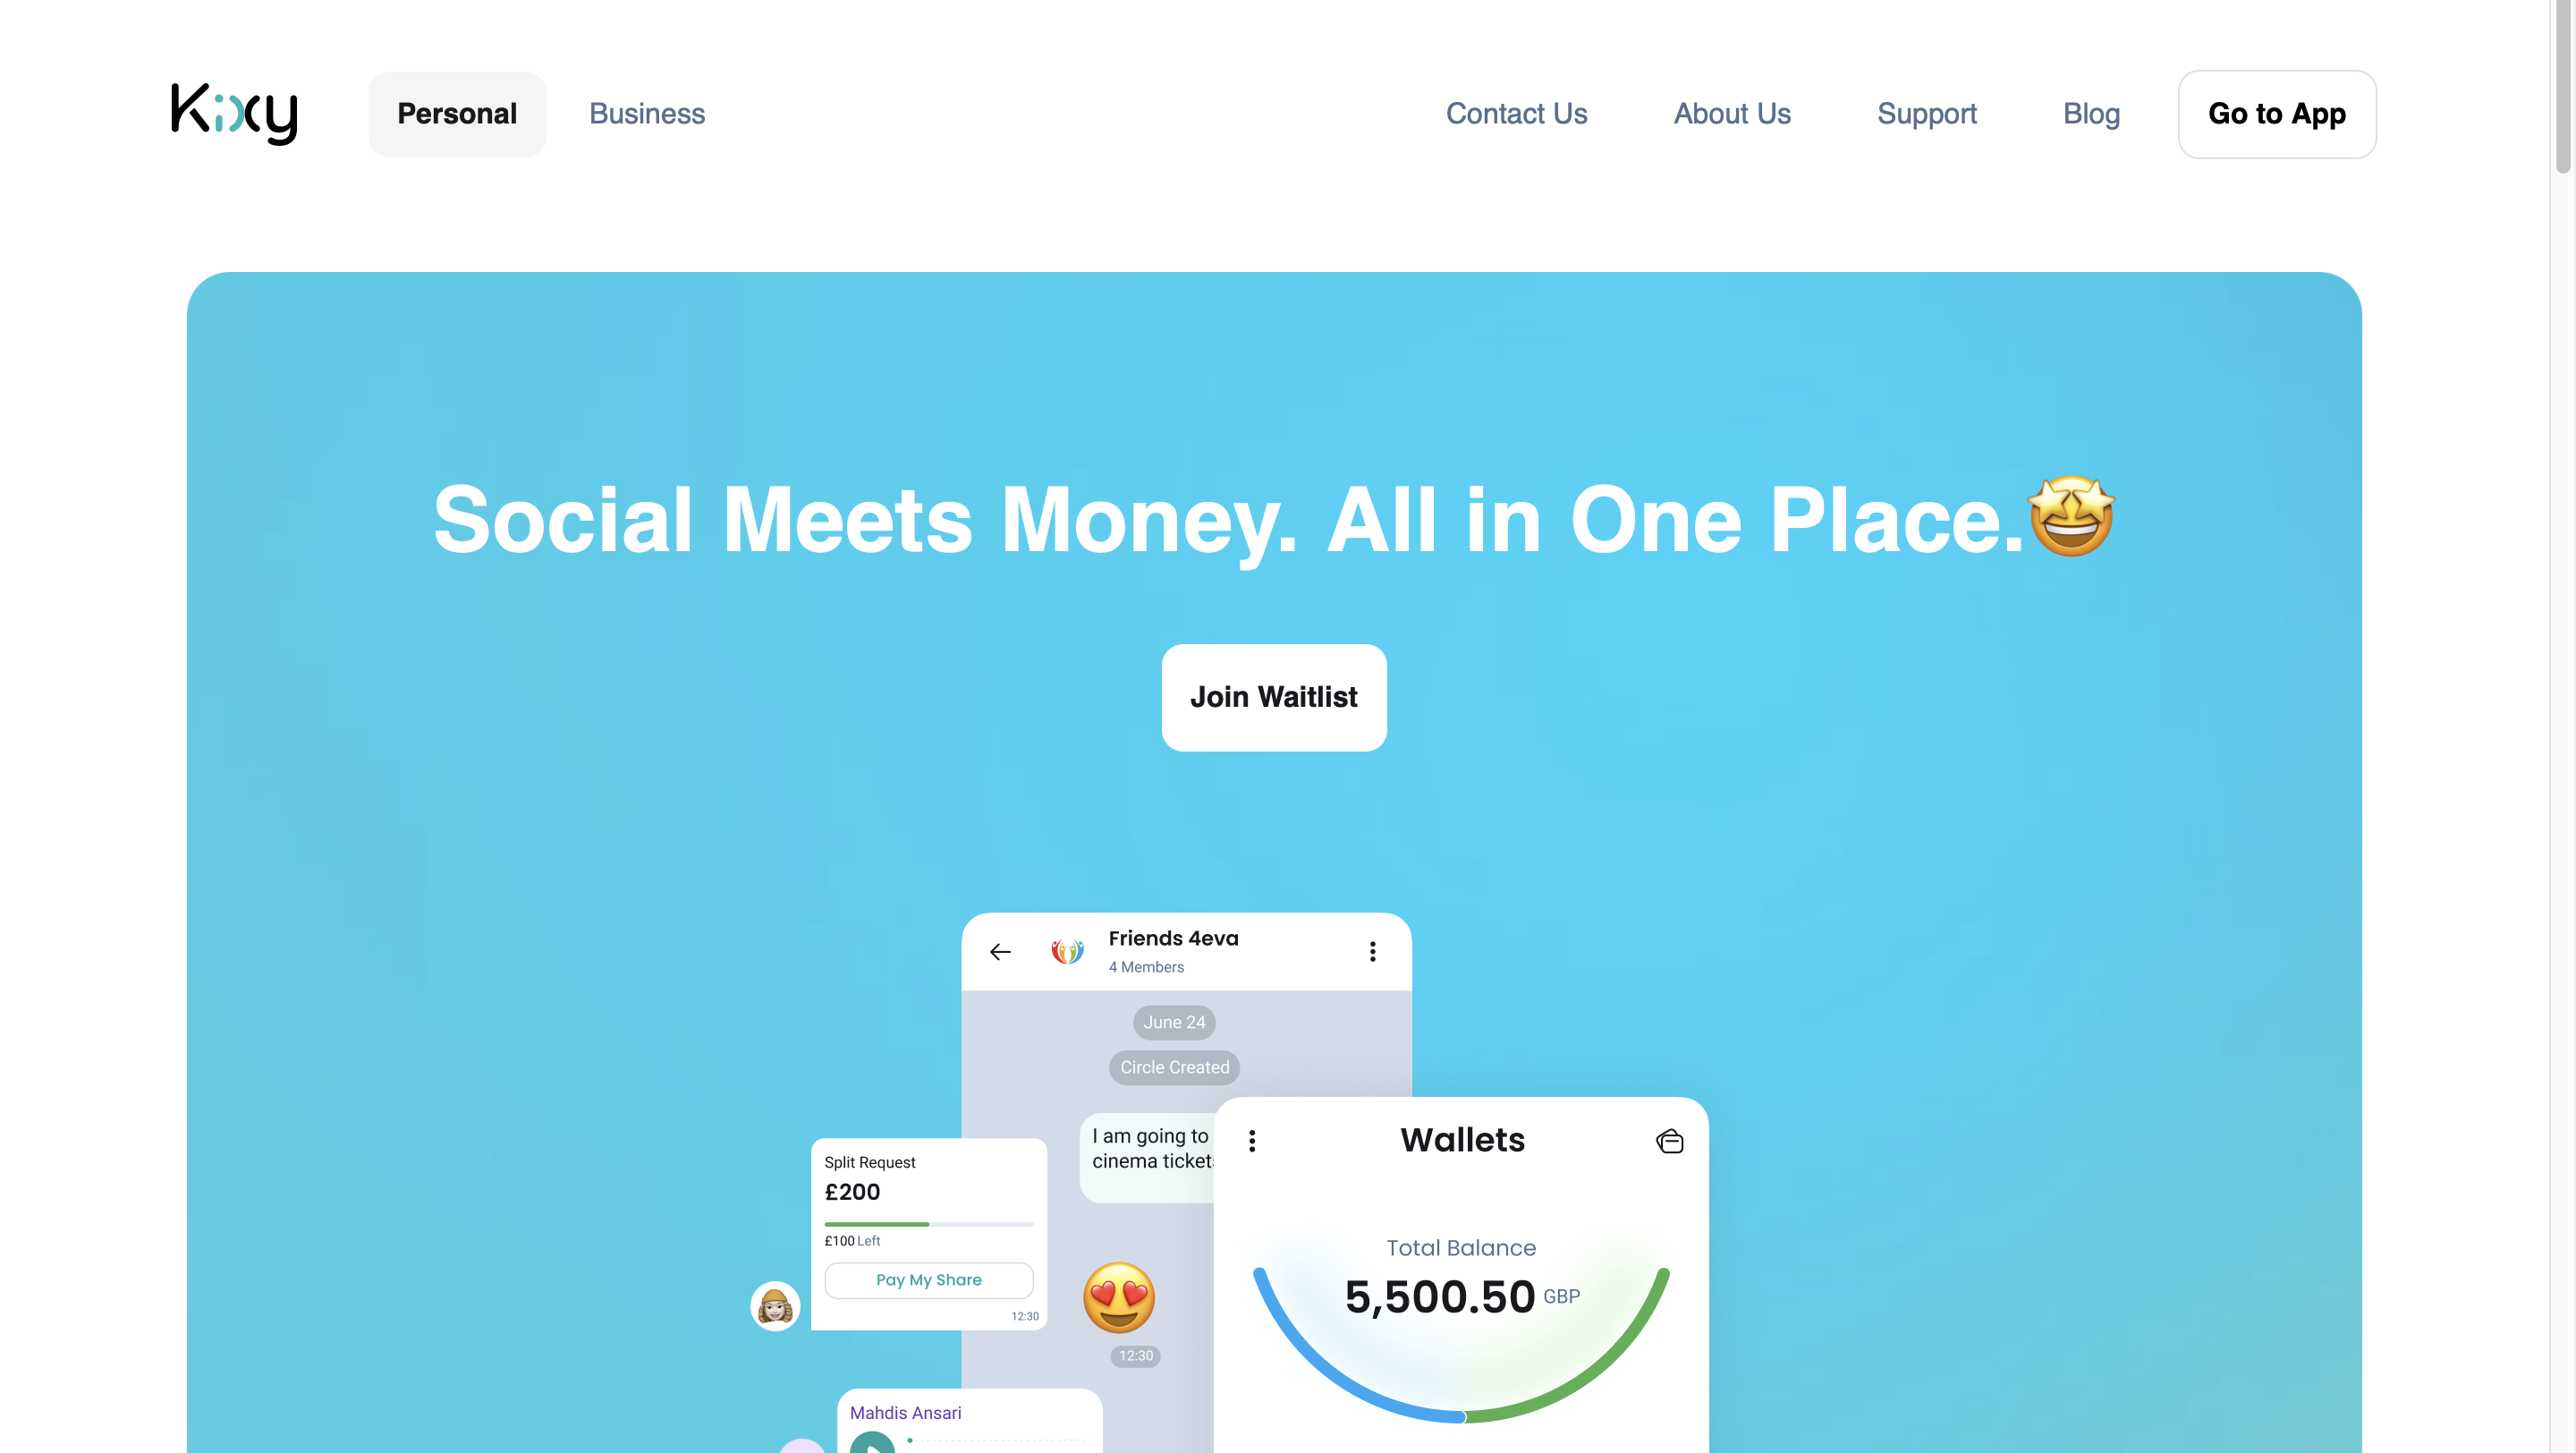 Kixy
Personal
Business
Contact Us
About Us
Support
Blog
Go to App
Social Meets Money. All in One Place.🤩
Join Waitlist
Friends 4eva
4 Members
June 24
Circle Created
I am going to
cinema ticket
Split Request
£200
£100 Left
Pay My Share
12:30
12:30
Wallets
Total Balance
5,500.50 GBP
Mahdis Ansari